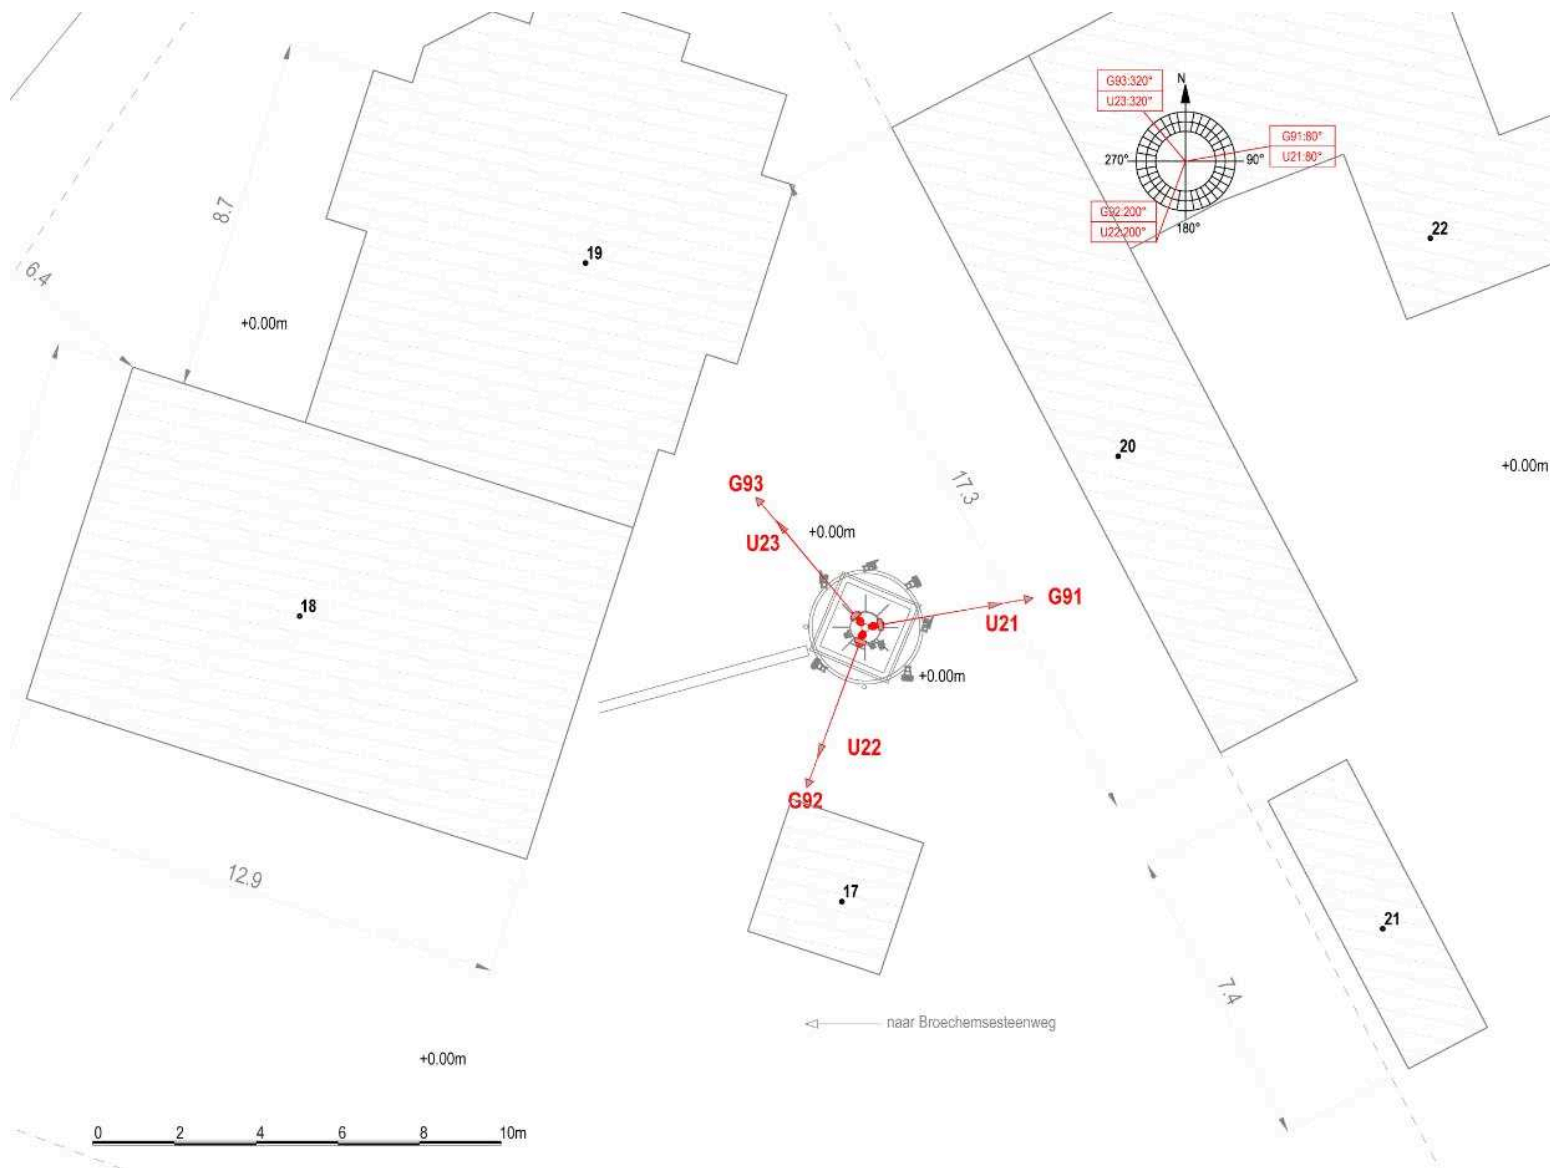 G93:320°
U23:320°
N
G91:80°
U21:80°
270°
90°
G92:200°
U22:200°
180°
8.7
22
19
6.4
+0.00m
20
+0.00m
17.3
G93
+0.00m
U23
G91
18
U21
+0.00m
U22
G92
12.9
17
21
7.4
naar Broechemsesteenweg
+0.00m
0 2 4 6 8 10m